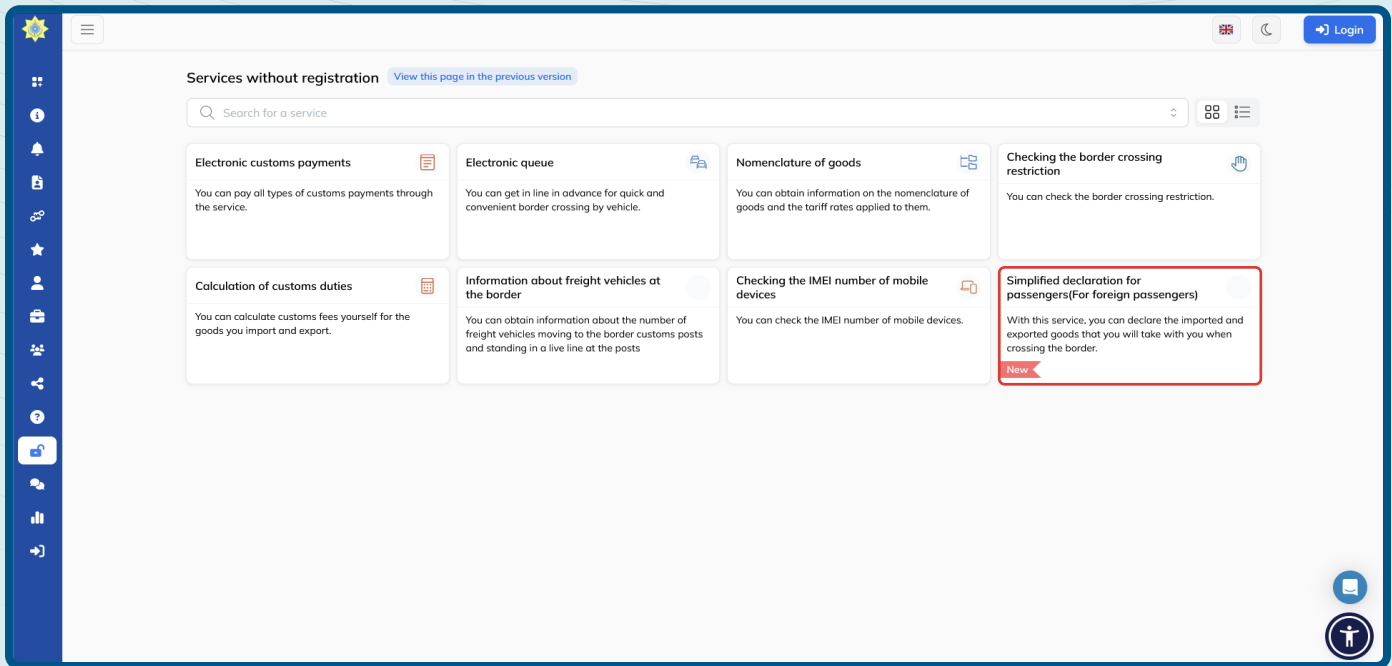 Login
Services without registration
View this page in the previous version
Search for a service
Electronic customs payments
You can pay all types of customs payments through
the service.
Electronic queue
You can get in line in advance for quick and
convenient border crossing by vehicle.
Nomenclature of goods
You can obtain information on the nomenclature of
goods and the tariff rates applied to them.
Checking the border crossing
restriction
You can check the border crossing restriction.
Calculation of customs duties
You can calculate customs fees yourself for the
goods you import and export.
Information about freight vehicles at
the border
You can obtain information about the number of
freight vehicles moving to the border customs posts
and standing in a live line at the posts
Checking the IMEI number of mobile
devices
You can check the IMEI number of mobile devices.
Simplified declaration for
passengers(For foreign passengers)
With this service, you can declare the imported and
exported goods that you will take with you when
crossing the border.
New